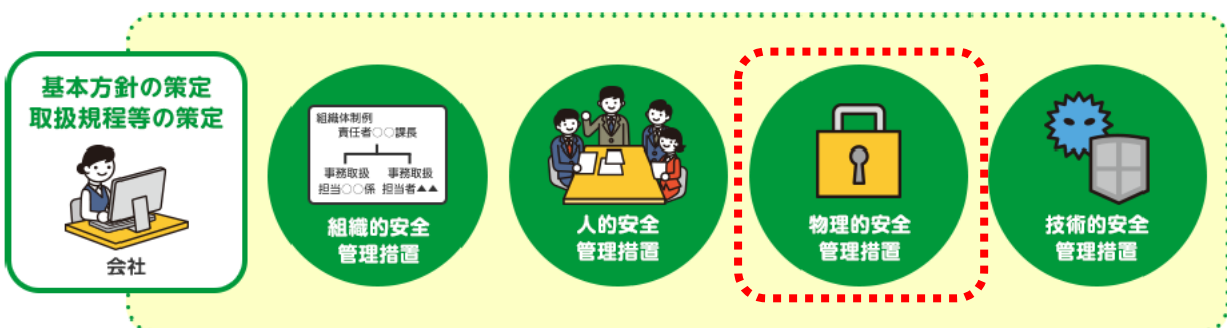 基本方針の策定
取扱規程等の策定
会社
組織体制例
責任者○○課長
事務取扱 事務取扱
担当○○係 担当者▲▲
組織的安全
管理措置
人的安全
管理措置
物理的安全
管理措置
技術的安全
管理措置